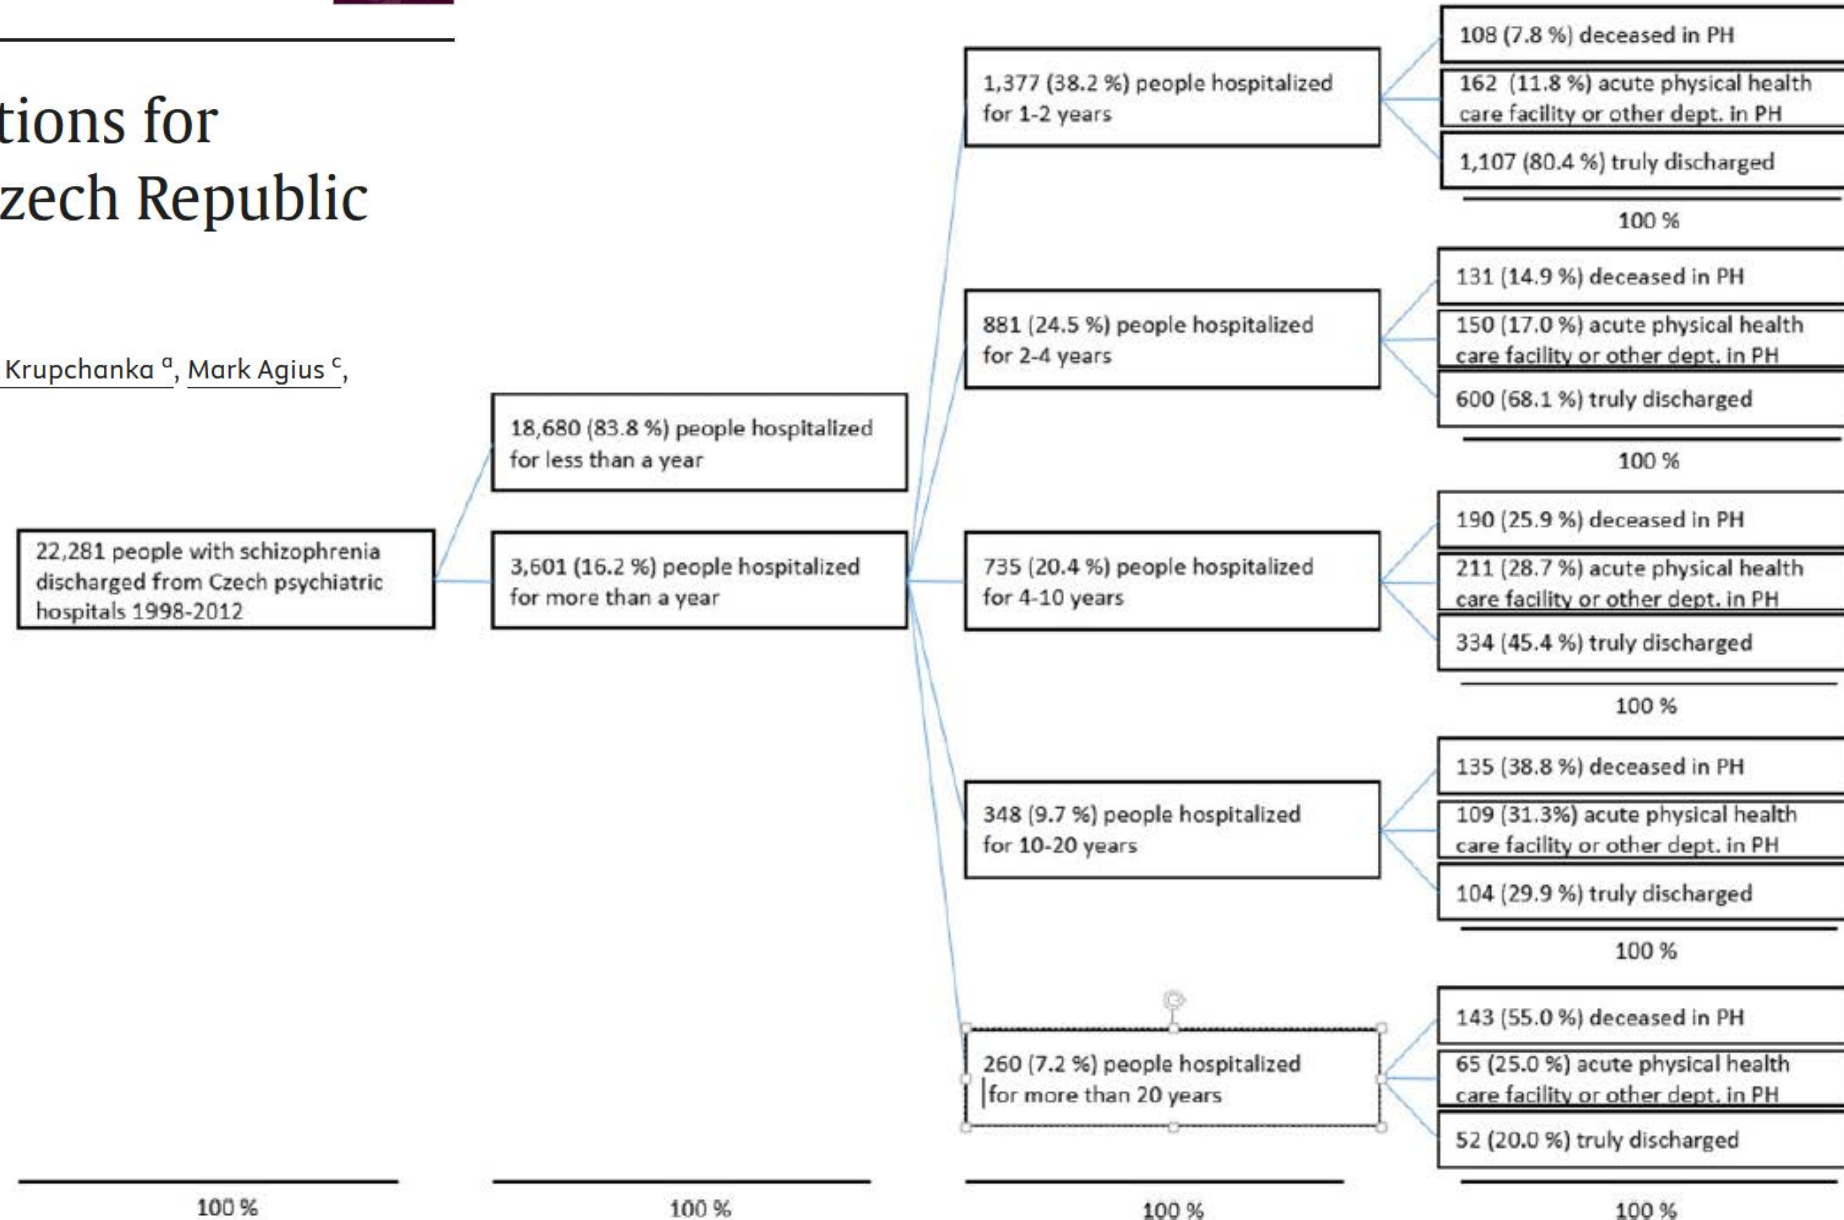 tions for
zech Republic
Krupchanka ᵃ, Mark Agius ᶜ,
22,281 people with schizophrenia
discharged from Czech psychiatric
hospitals 1998-2012
100 %
18,680 (83.8 %) people hospitalized
for less than a year
3,601 (16.2 %) people hospitalized
for more than a year
100 %
1,377 (38.2 %) people hospitalized
for 1-2 years
881 (24.5 %) people hospitalized
for 2-4 years
735 (20.4 %) people hospitalized
for 4-10 years
348 (9.7 %) people hospitalized
for 10-20 years
260 (7.2 %) people hospitalized
for more than 20 years
100 %
108 (7.8 %) deceased in PH
162 (11.8 %) acute physical health
care facility or other dept. in PH
1,107 (80.4 %) truly discharged
100 %
131 (14.9 %) deceased in PH
150 (17.0 %) acute physical health
care facility or other dept. in PH
600 (68.1 %) truly discharged
100 %
190 (25.9 %) deceased in PH
211 (28.7 %) acute physical health
care facility or other dept. in PH
334 (45.4 %) truly discharged
100 %
135 (38.8 %) deceased in PH
109 (31.3%) acute physical health
care facility or other dept. in PH
104 (29.9 %) truly discharged
100 %
143 (55.0 %) deceased in PH
65 (25.0 %) acute physical health
care facility or other dept. in PH
52 (20.0 %) truly discharged
100 %